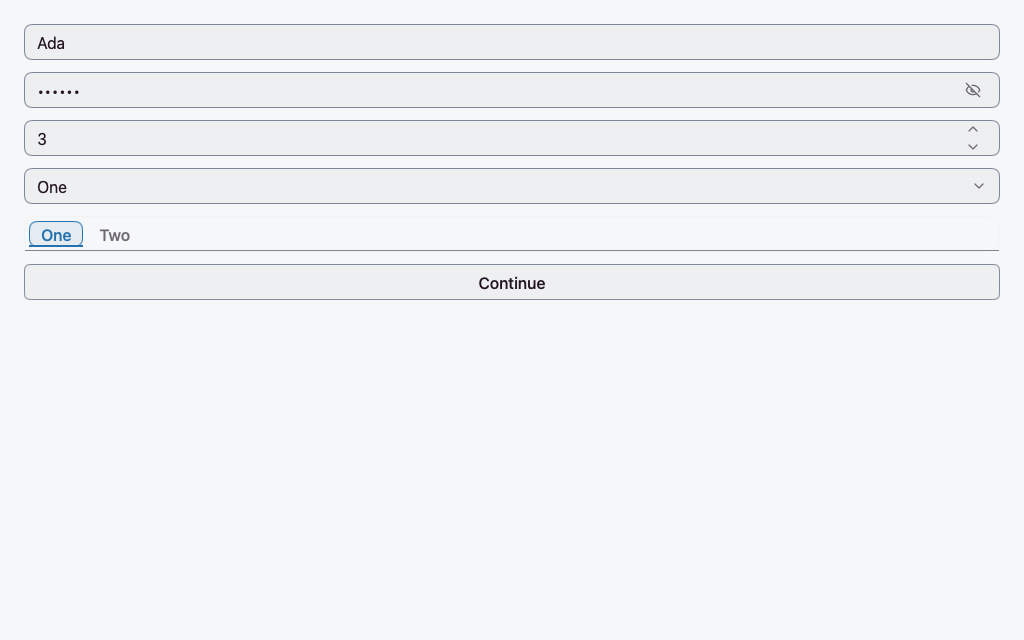 Ada
••••••
3
One
One Two
Continue